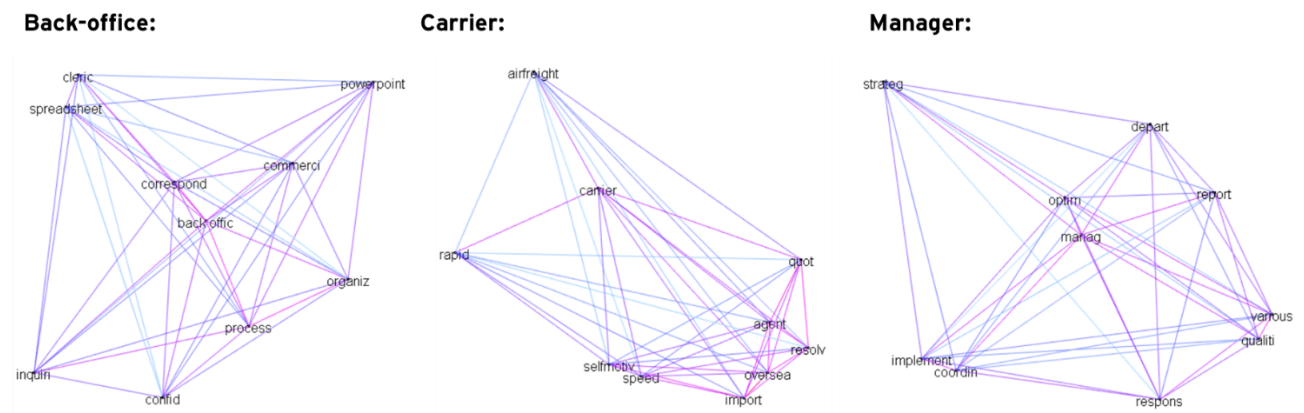 Back-office:
cleric
powerpoint
spreadsheet
commerci
correspond
back offic
organiz
process
inquiri
confid
Carrier:
airfreight
carrier
rapid
quot
agent
resolv
selfmotiv
speed
oversea
import
Manager:
strateg
depart
optim
report
manag
various
qualiti
implement
coordin
respons